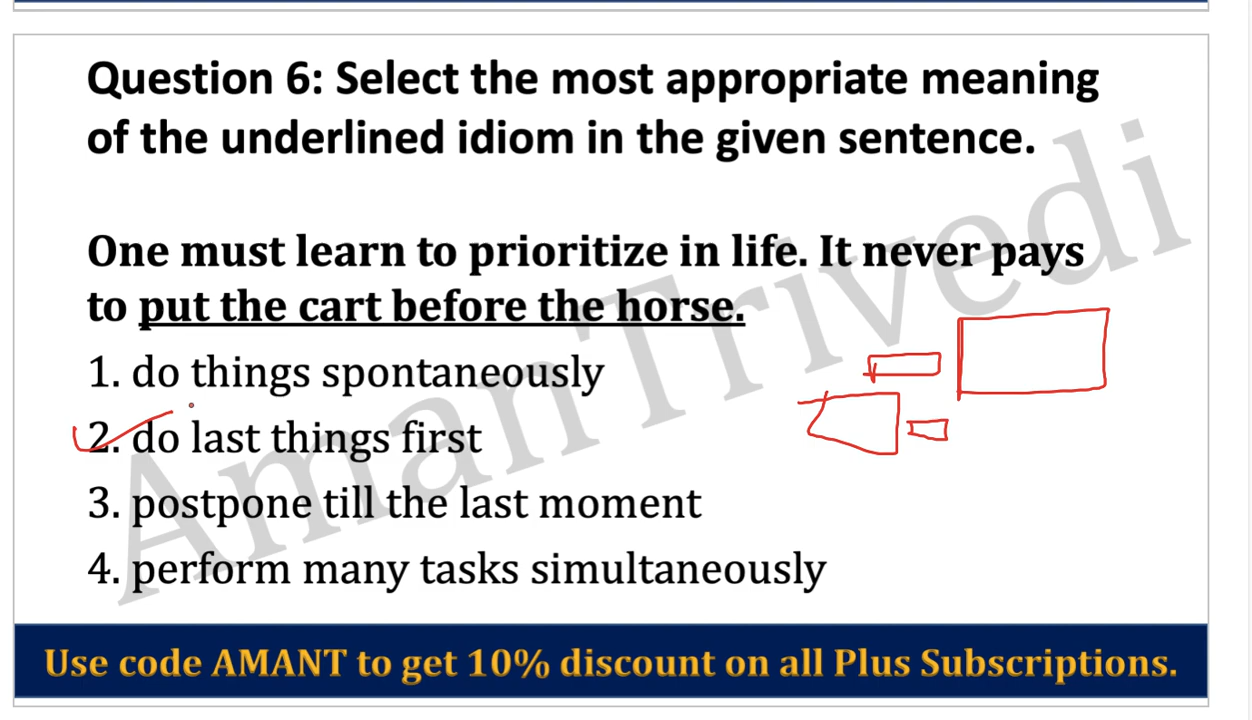 Question 6: Select the most appropriate meaning
of the underlined idiom in the given sentence.
One must learn to prioritize in life. It never pays
to put the cart before the horse.
1. do things spontaneously
2. do last things first
3. postpone till the last moment
4. perform many tasks simultaneously
AmanTrivedi
Use code AMANT to get 10% discount on all Plus Subscriptions.